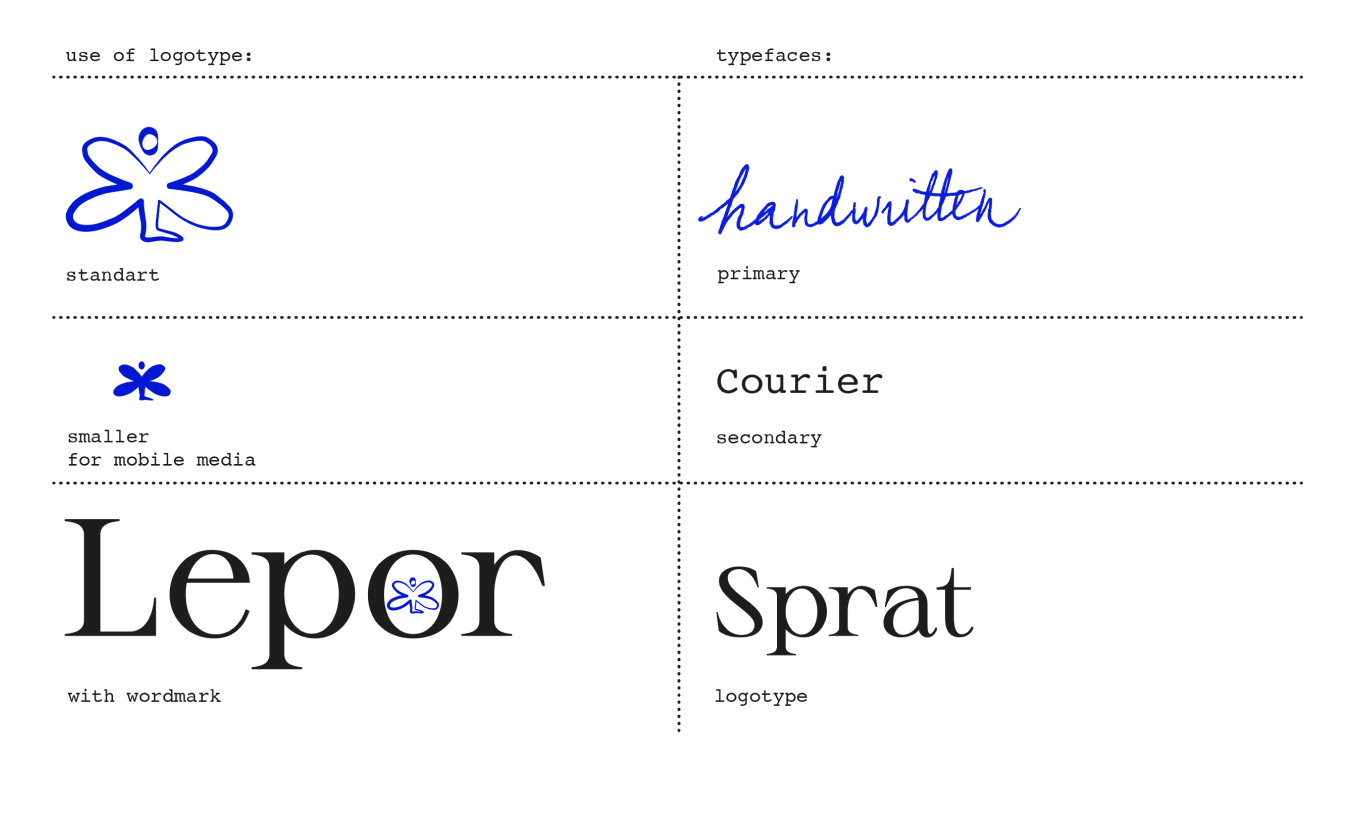 use of logotype:
typefaces:
standart
handwritten
primary
smaller
for mobile media
Courier
secondary
Lepor
with wordmark
Sprat
logotype